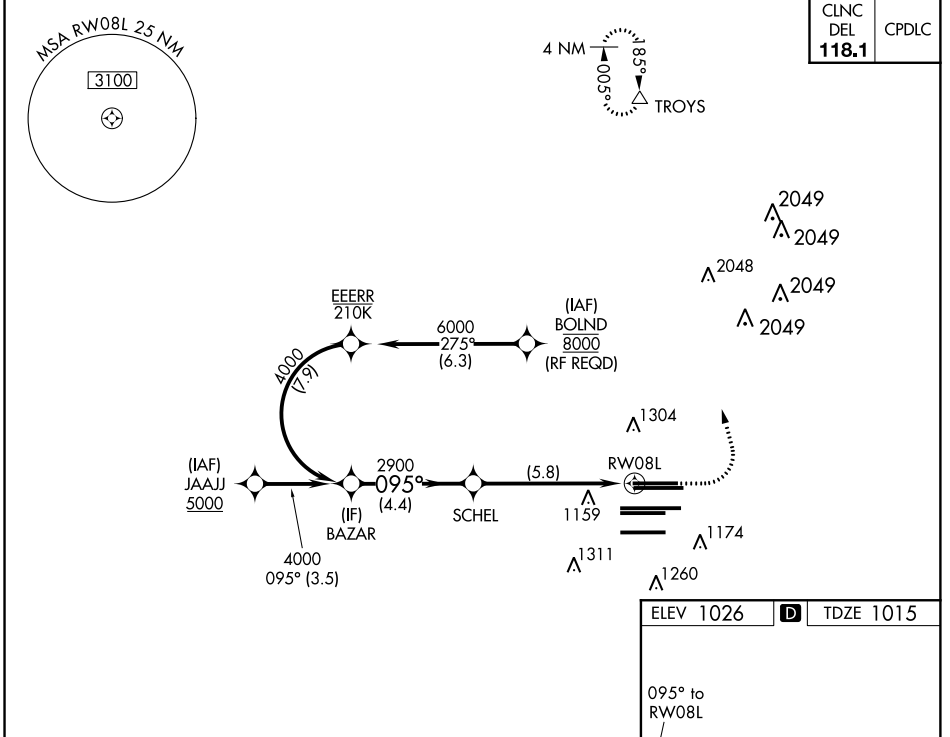 MSA RW08L 25 NM
3100
4 NM
005°
185°
TROYS
CLNC
DEL
118.1
CPDLC
2049
2049
2048
2049
2049
EEERR
210K
6000
275°
(6.3)
(IAF)
BOLND
8000
(RF REQD)
4000
(7.9)
1304
(IAF)
JAAJJ
5000
2900
095°
(4.4)
(IF)
BAZAR
SCHEL
(5.8)
RW08L
1159
1174
4000
095° (3.5)
1311
1260
ELEV 1026
D
TDZE 1015
095° to
RW08L